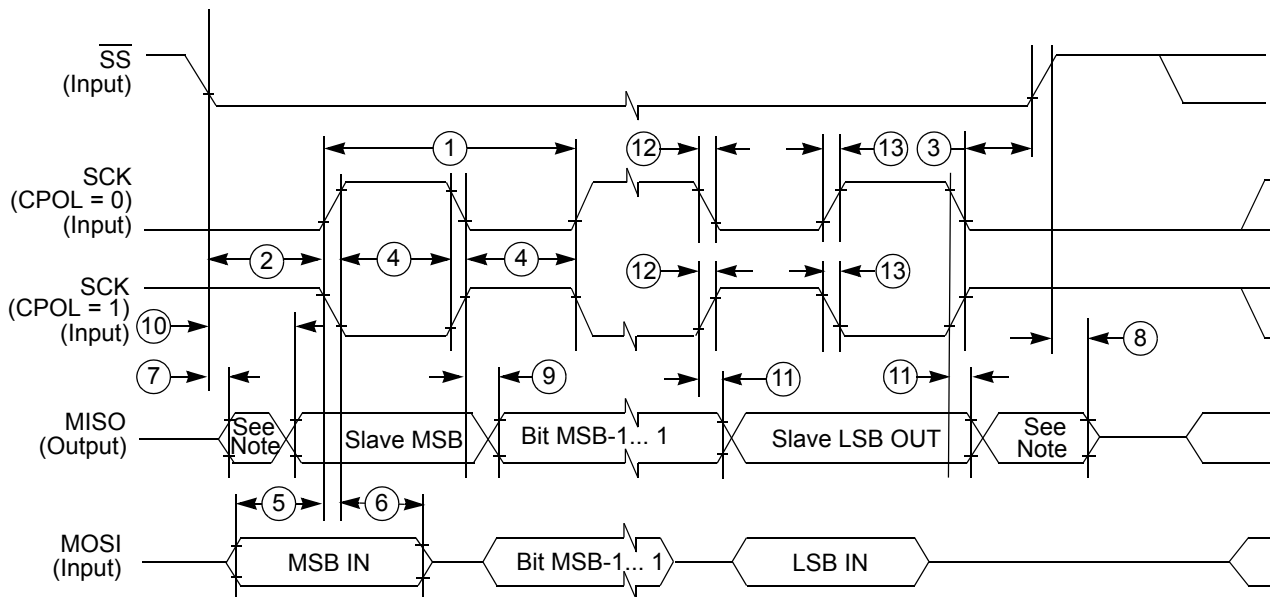 SS
(Input)
1
12
13
3
SCK
(CPOL = 0)
(Input)
2
4
4
12
13
SCK
(CPOL = 1)
(Input)
10
8
7
9
11
11
MISO
(Output)
See
Note
Slave MSB
Bit MSB-1... 1
Slave LSB OUT
See
Note
5
6
MOSI
(Input)
MSB IN
Bit MSB-1... 1
LSB IN